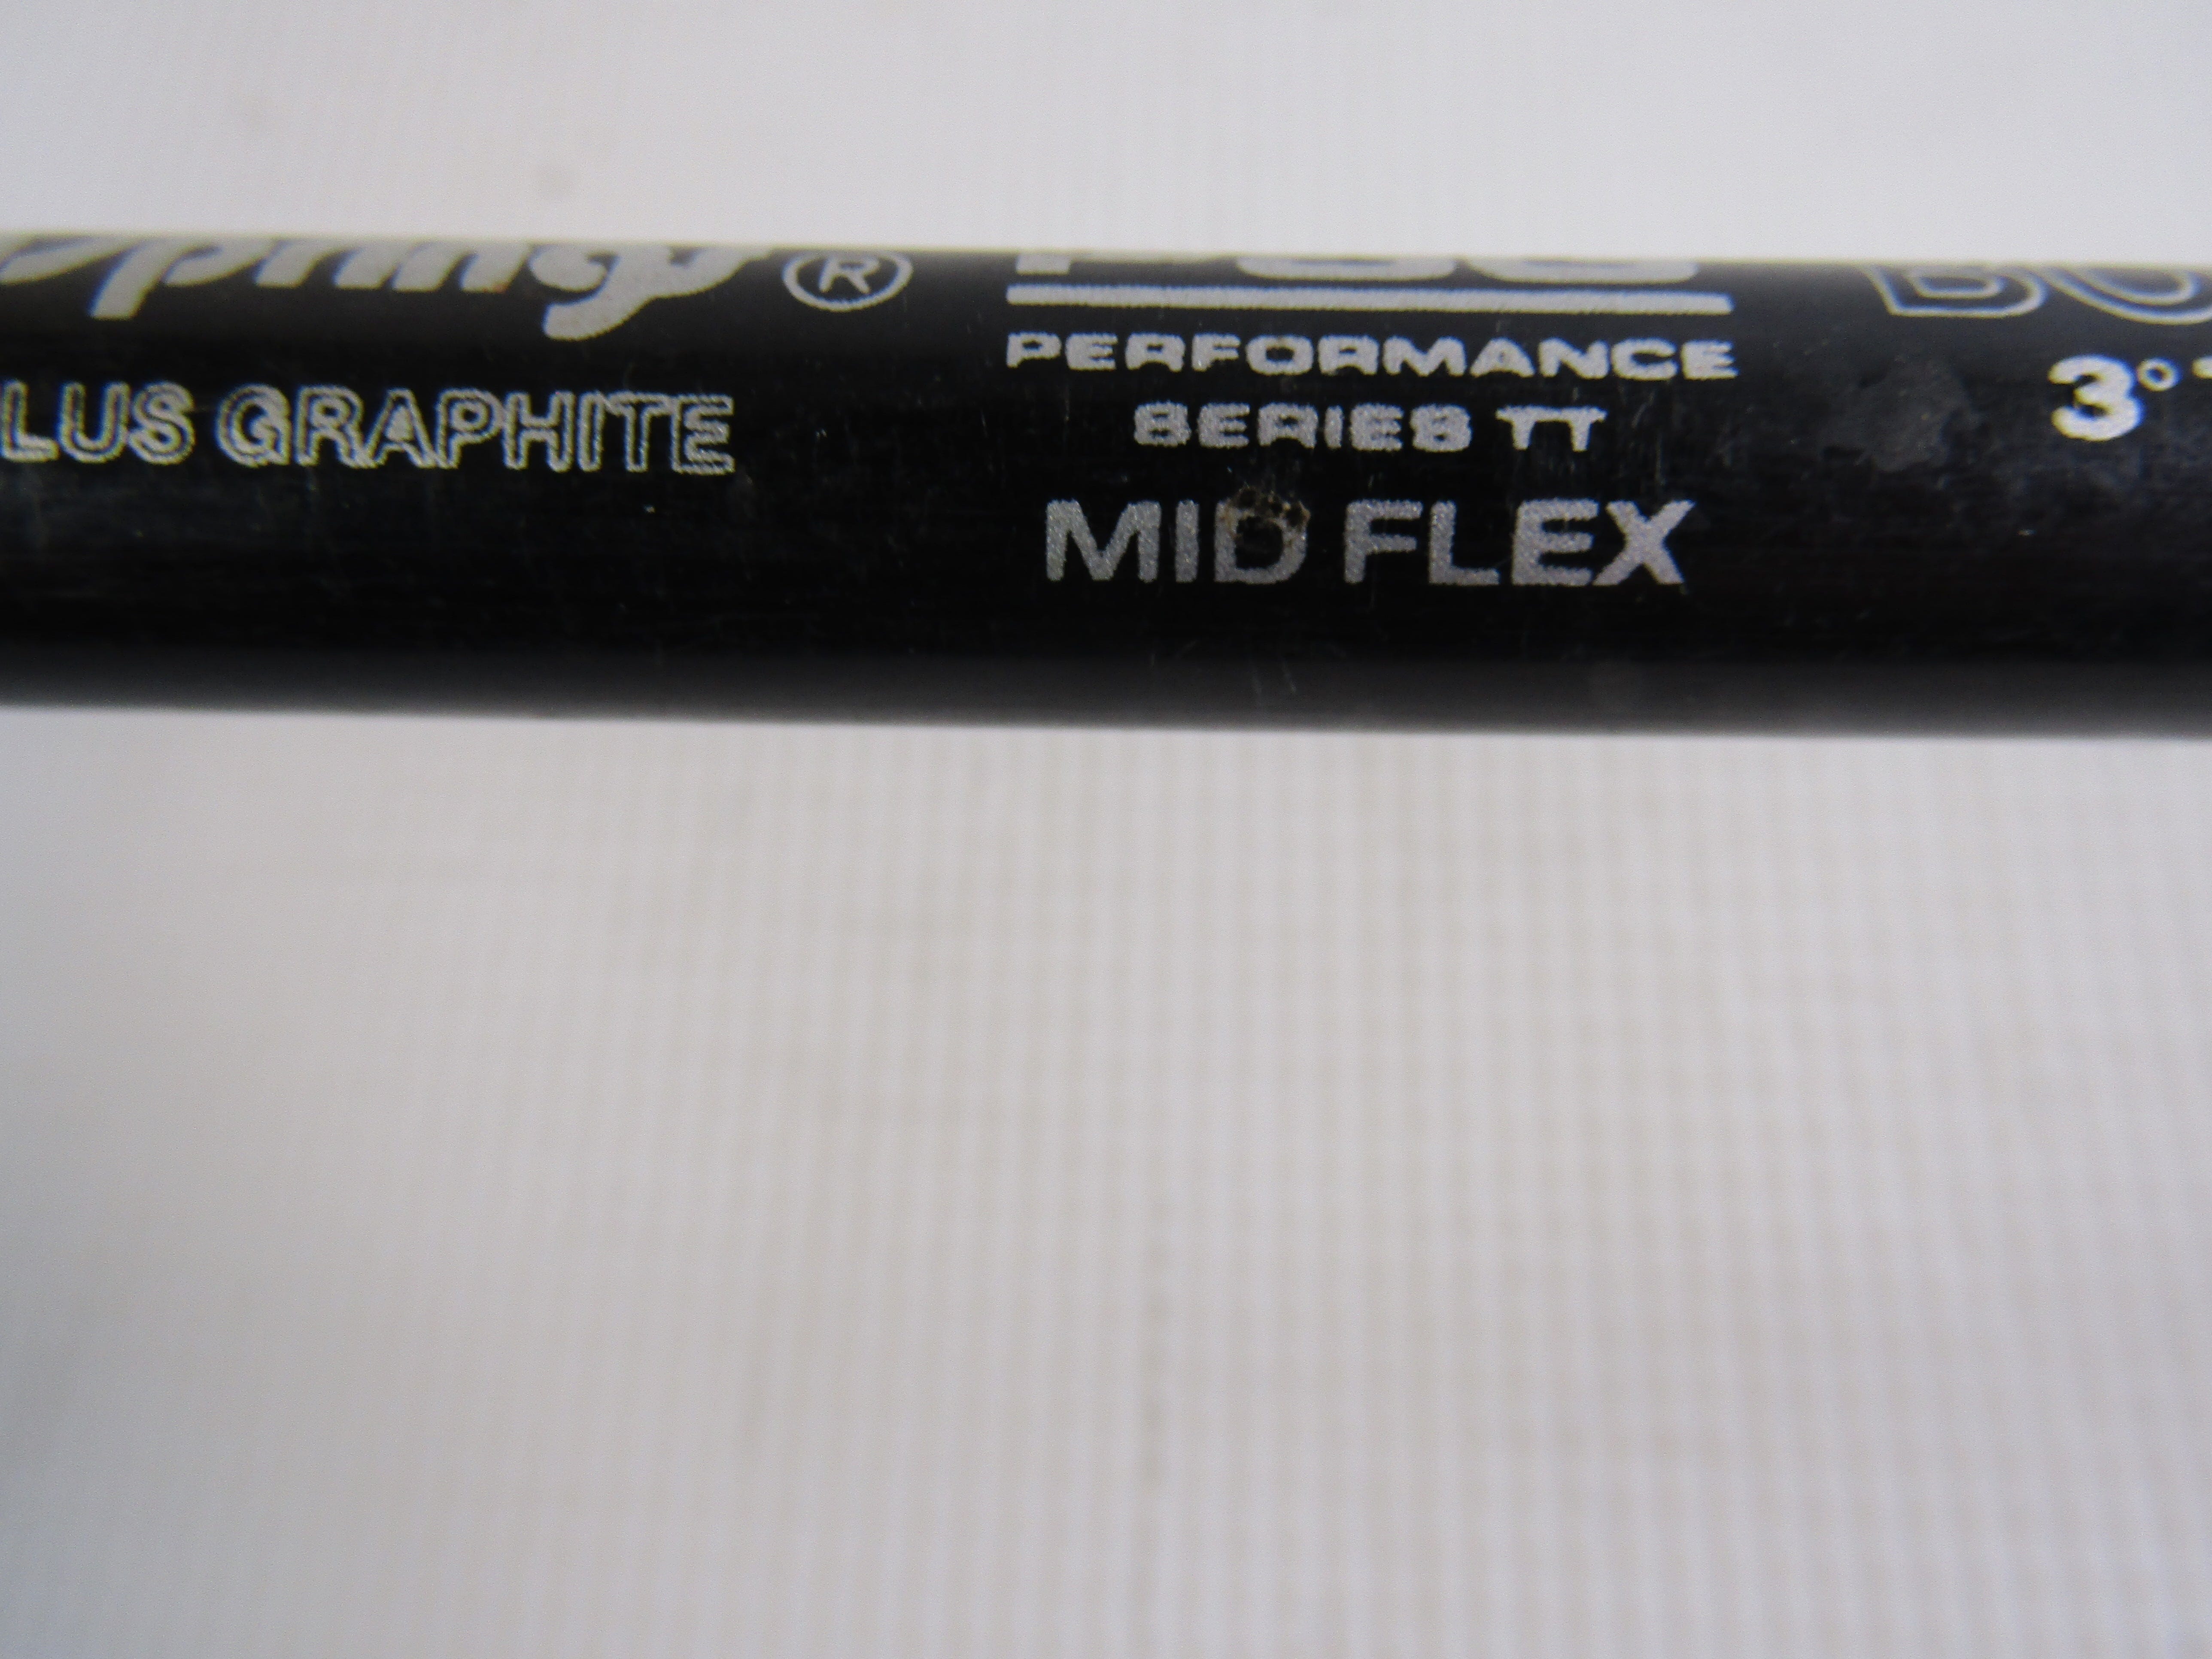 ®
LUS GRAPHITE
PERFORMANCE
SERIES TT
MID FLEX
3°